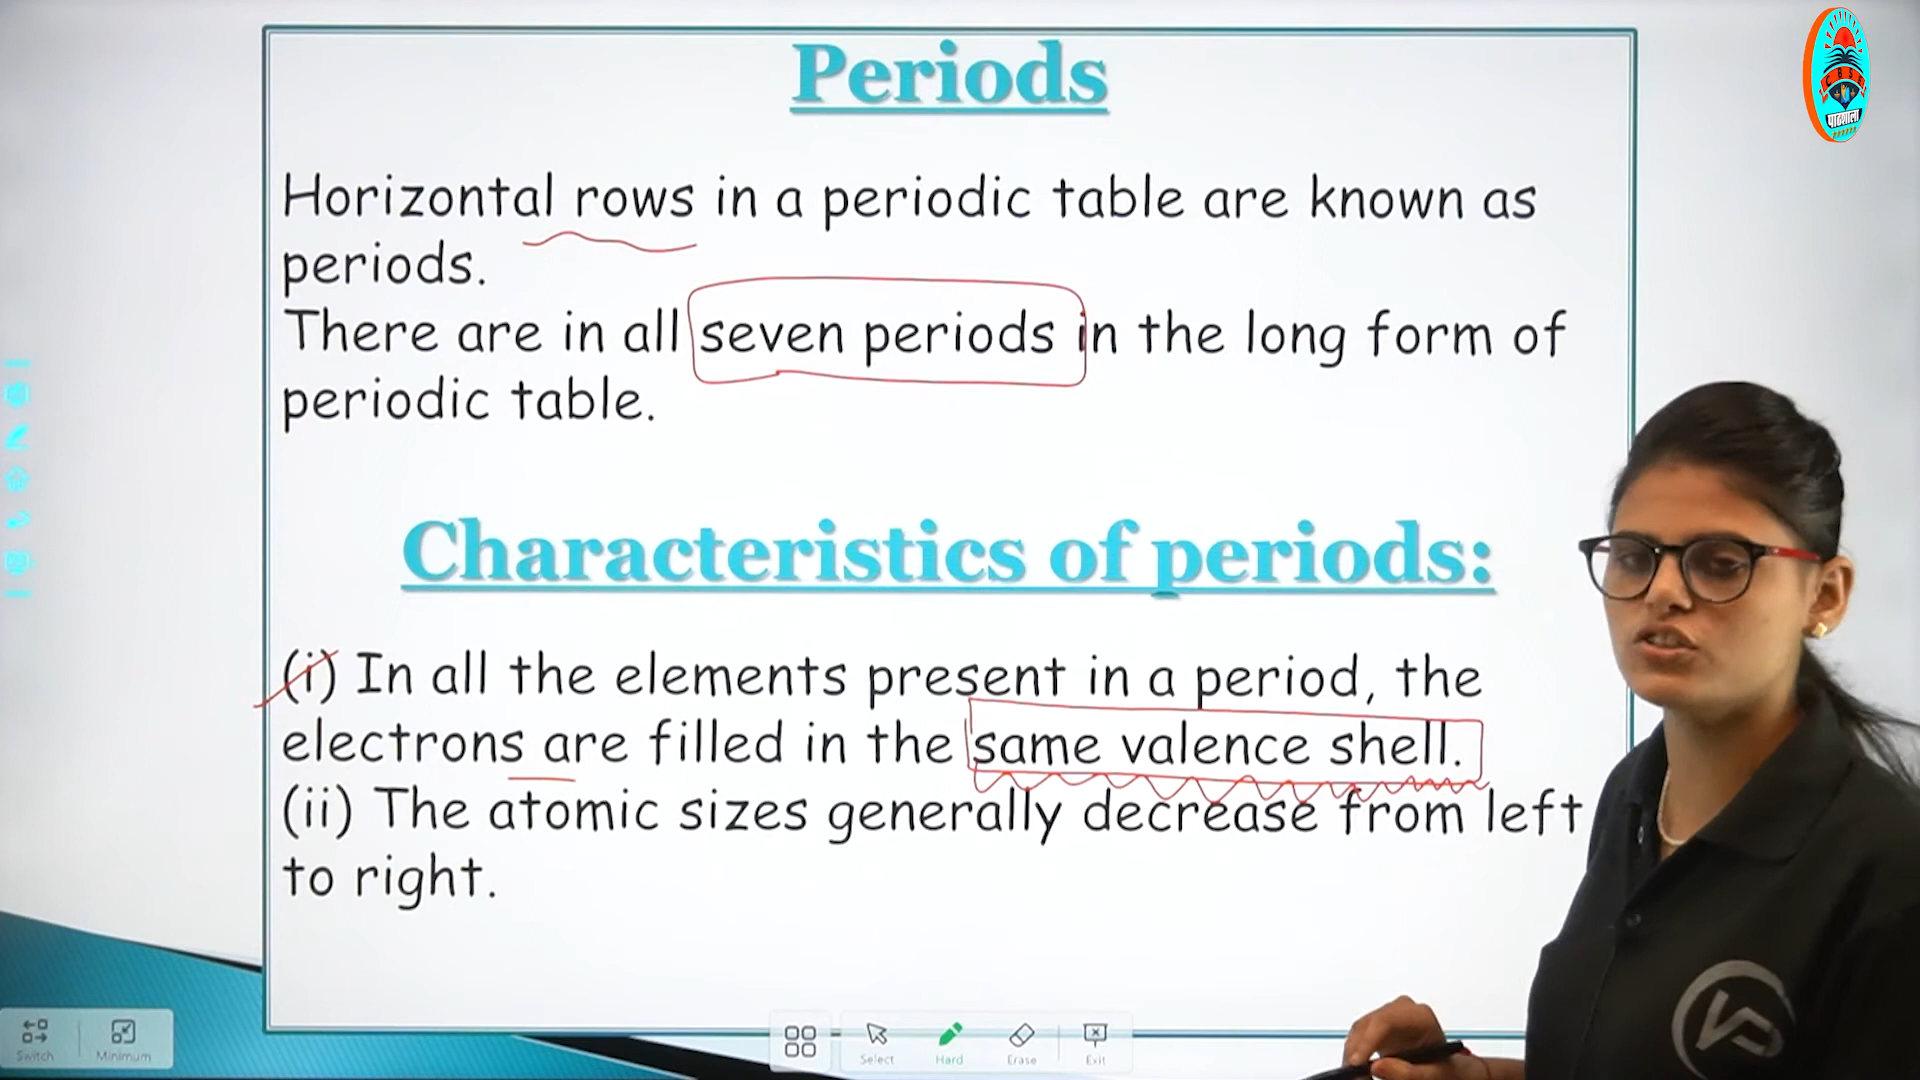 Periods
Horizontal rows in a periodic table are known as
periods.
There are in all seven periods in the long form of
periodic table.
Characteristics of periods:
(i) In all the elements present in a period, the
electrons are filled in the same valence shell.
(ii) The atomic sizes generally decrease from left
to right.
CBSE
पाठशाला
Switch
Minimum
Select
Hard
Erase
Exit